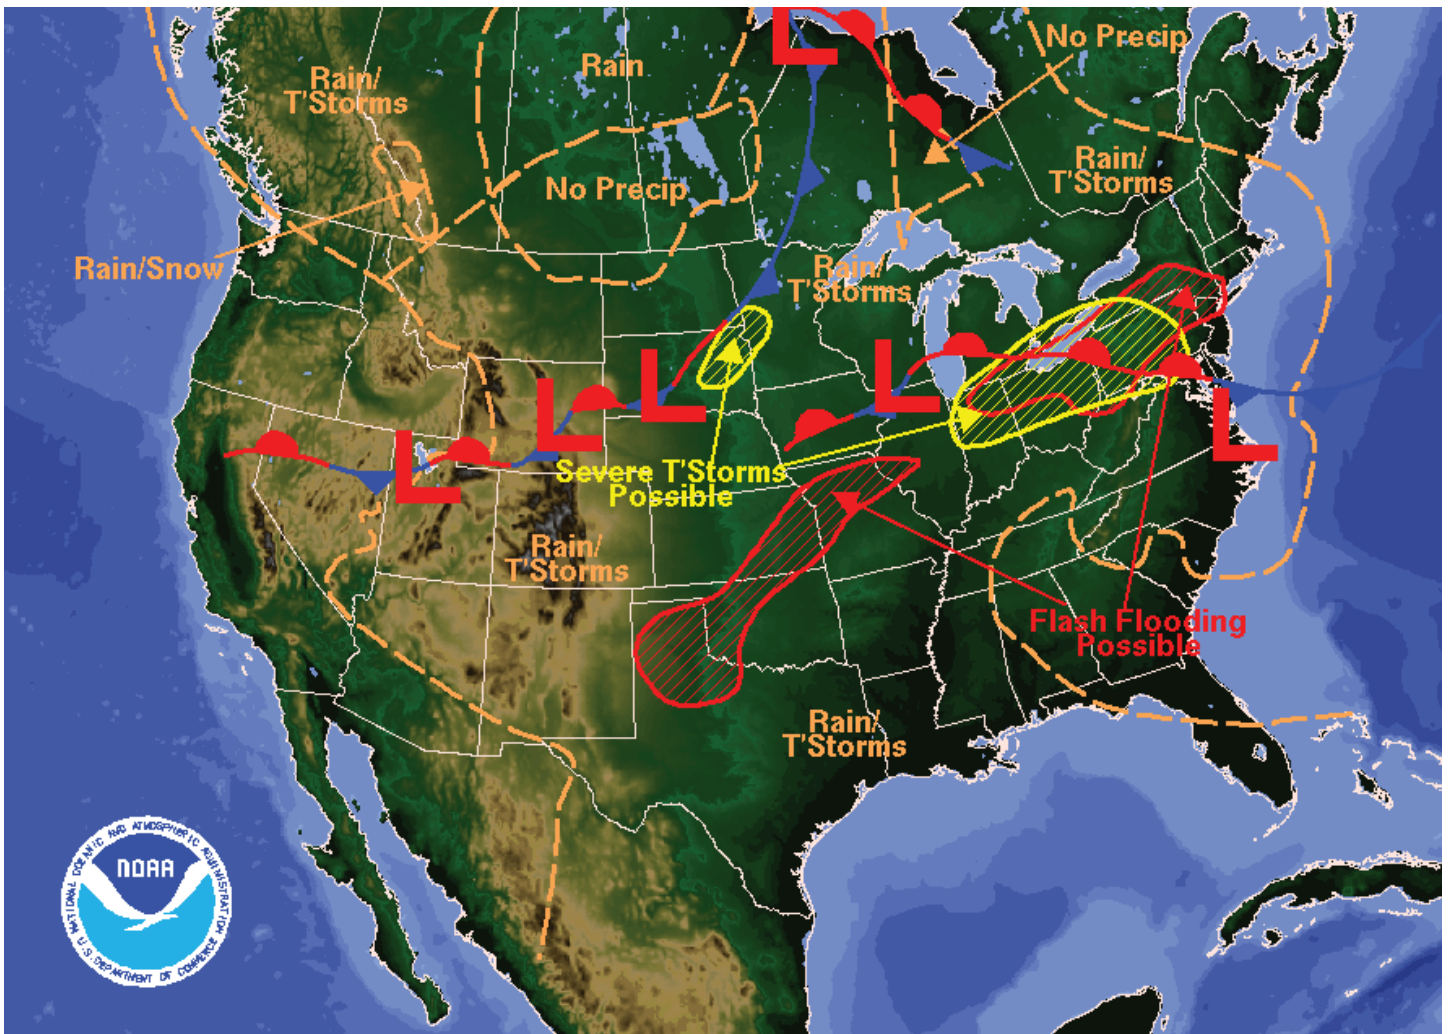 No Precip
Rain
Rain/
T'Storms
Rain/
T'Storms
No Precip
Rain/Snow
Rain/
T'Storms
Severe T'Storms
Possible
Rain/
T'Storms
Flash Flooding
Possible
Rain/
T'Storms
L
L
L
L
L
L
L
NATIONAL OCEANIC AND ATMOSPHERIC ADMINISTRATION
NOAA
U.S. DEPARTMENT OF COMMERCE